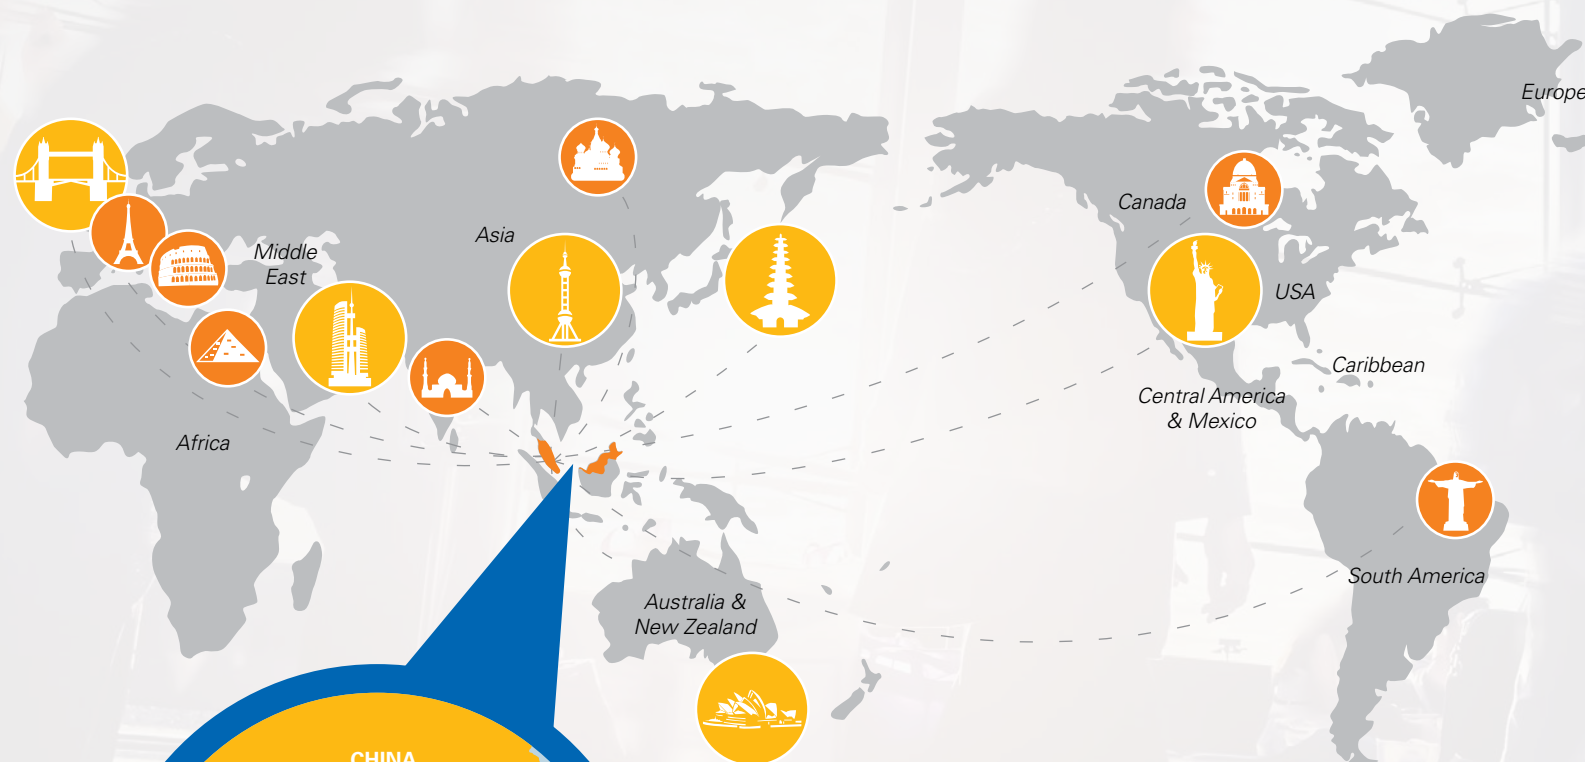 Europe
Canada
Asia
Middle
East
USA
Caribbean
Central America
& Mexico
Africa
South America
Australia &
New Zealand
CHINA